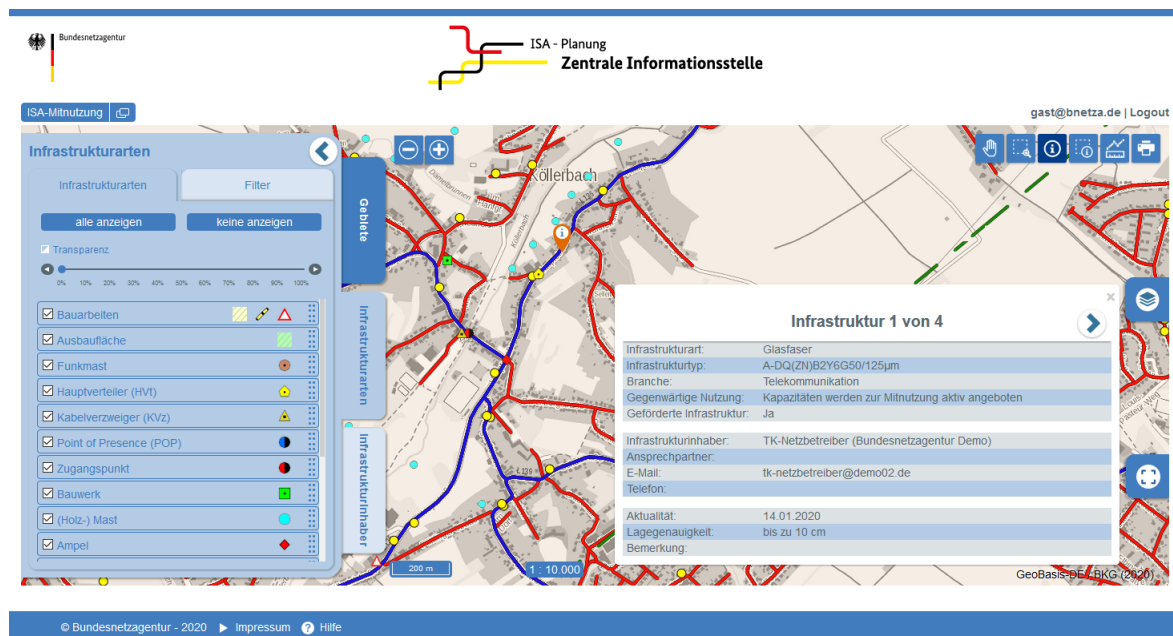 Bundesnetzagentur
ISA - Planung
Zentrale Informationsstelle
ISA-Mitnutzung
gast@bnetza.de | Logout
Infrastrukturarten
Infrastrukturarten
Filter
alle anzeigen
keine anzeigen
Transparenz
0% 10% 20% 30% 40% 50% 60% 70% 80% 90% 100%
Bauarbeiten
Ausbaufläche
Funkmast
Hauptverteiler (HVt)
Kabelverzweiger (KVz)
Point of Presence (POP)
Zugangspunkt
Bauwerk
(Holz-) Mast
Ampel
Gebiete
Infrastrukturarten
Infrastrukturinhaber
Köllerbach
Köllerbach
200 m
1 : 10.000
Infrastruktur 1 von 4
Infrastrukturart: Glasfaser
Infrastrukturtyp: A-DQ(ZN)B2Y6G50/125µm
Branche: Telekommunikation
Gegenwärtige Nutzung: Kapazitäten werden zur Mitnutzung aktiv angeboten
Geförderte Infrastruktur: Ja
Infrastrukturinhaber: TK-Netzbetreiber (Bundesnetzagentur Demo)
Ansprechpartner:
E-Mail: tk-netzbetreiber@demo02.de
Telefon:
Aktualität: 14.01.2020
Lagegenauigkeit: bis zu 10 cm
Bemerkung:
GeoBasis-DE / BKG (2020)
© Bundesnetzagentur - 2020 Impressum Hilfe